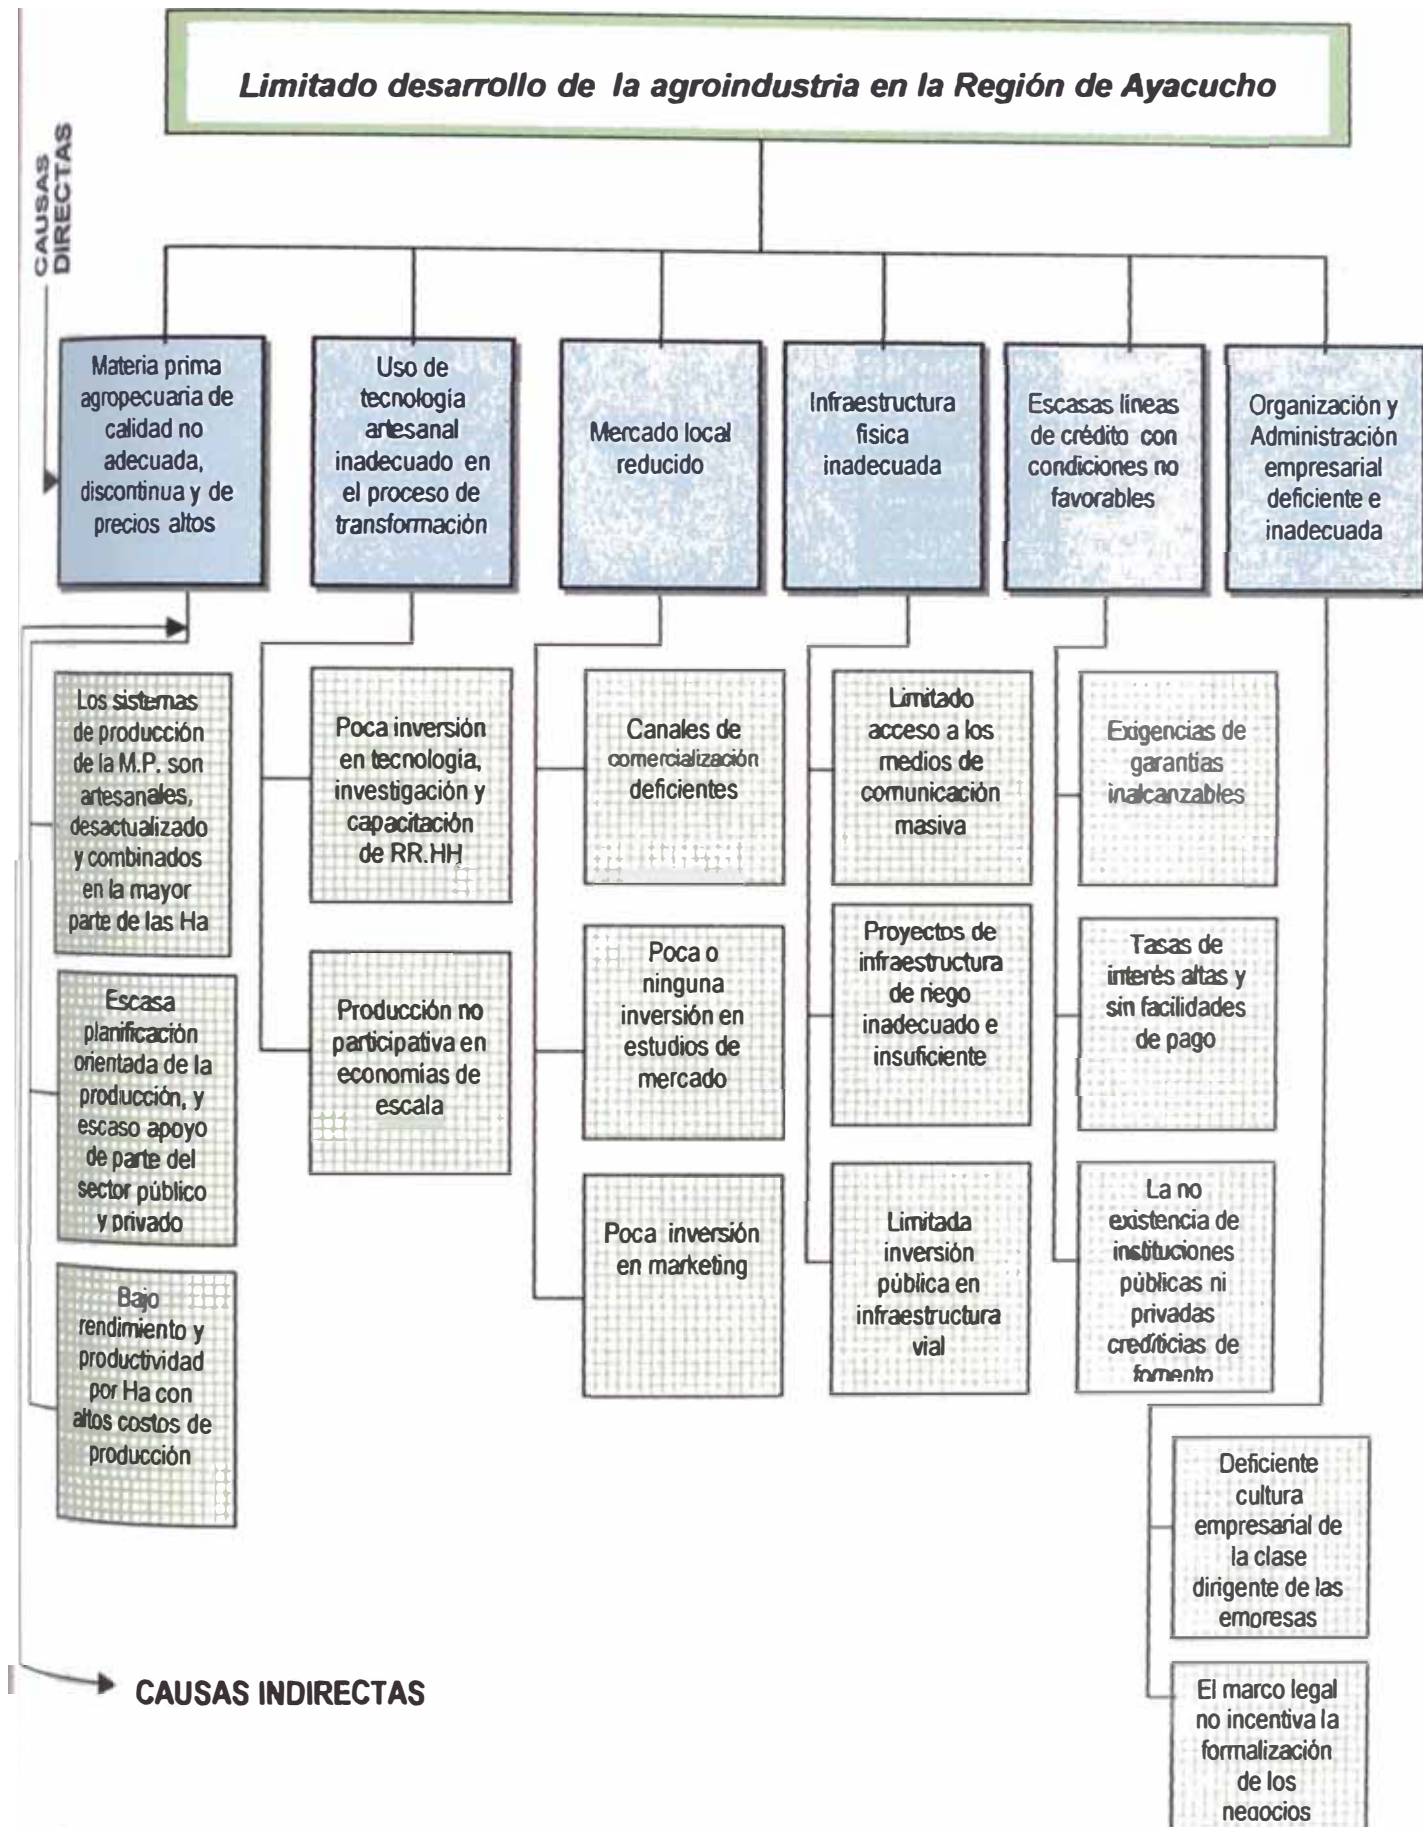 Limitado desarrollo de la agroindustria en la Región de Ayacucho
CAUSAS
DIRECTAS
Materia prima
agropecuaria de
calidad no
adecuada,
discontinua y de
precios altos
Uso de
tecnología
artesanal
inadecuado en
el proceso de
transformación
Mercado local
reducido
Infraestructura
física
inadecuada
Escasas líneas
de crédito con
condiciones no
favorables
Organización y
Administración
empresarial
deficiente e
inadecuada
Los sistemas
de producción
de la M.P. son
artesanales,
desactualizado
y combinados
en la mayor
parte de las Ha
Escasa
planificación
orientada de la
producción, y
escaso apoyo
de parte del
sector público
y privado
Bajo
rendimiento y
productividad
por Ha con
altos costos de
producción
Poca inversión
en tecnología,
investigación y
capacitación
de RR.HH
Producción no
participativa en
economías de
escala
Canales de
comercialización
deficientes
Poca o
ninguna
inversión en
estudios de
mercado
Poca inversión
en marketing
Limitado
acceso a los
medios de
comunicación
masiva
Proyectos de
infraestructura
de riego
inadecuado e
insuficiente
Limitada
inversión
pública en
infraestructura
vial
Exigencias de
garantías
inalcanzables
Tasas de
interés altas y
sin facilidades
de pago
La no
existencia de
instituciones
públicas ni
privadas
crediticias de
fomento
Deficiente
cultura
empresarial de
la clase
dirigente de las
empresas
El marco legal
no incentiva la
formalización
de los
negocios
CAUSAS INDIRECTAS